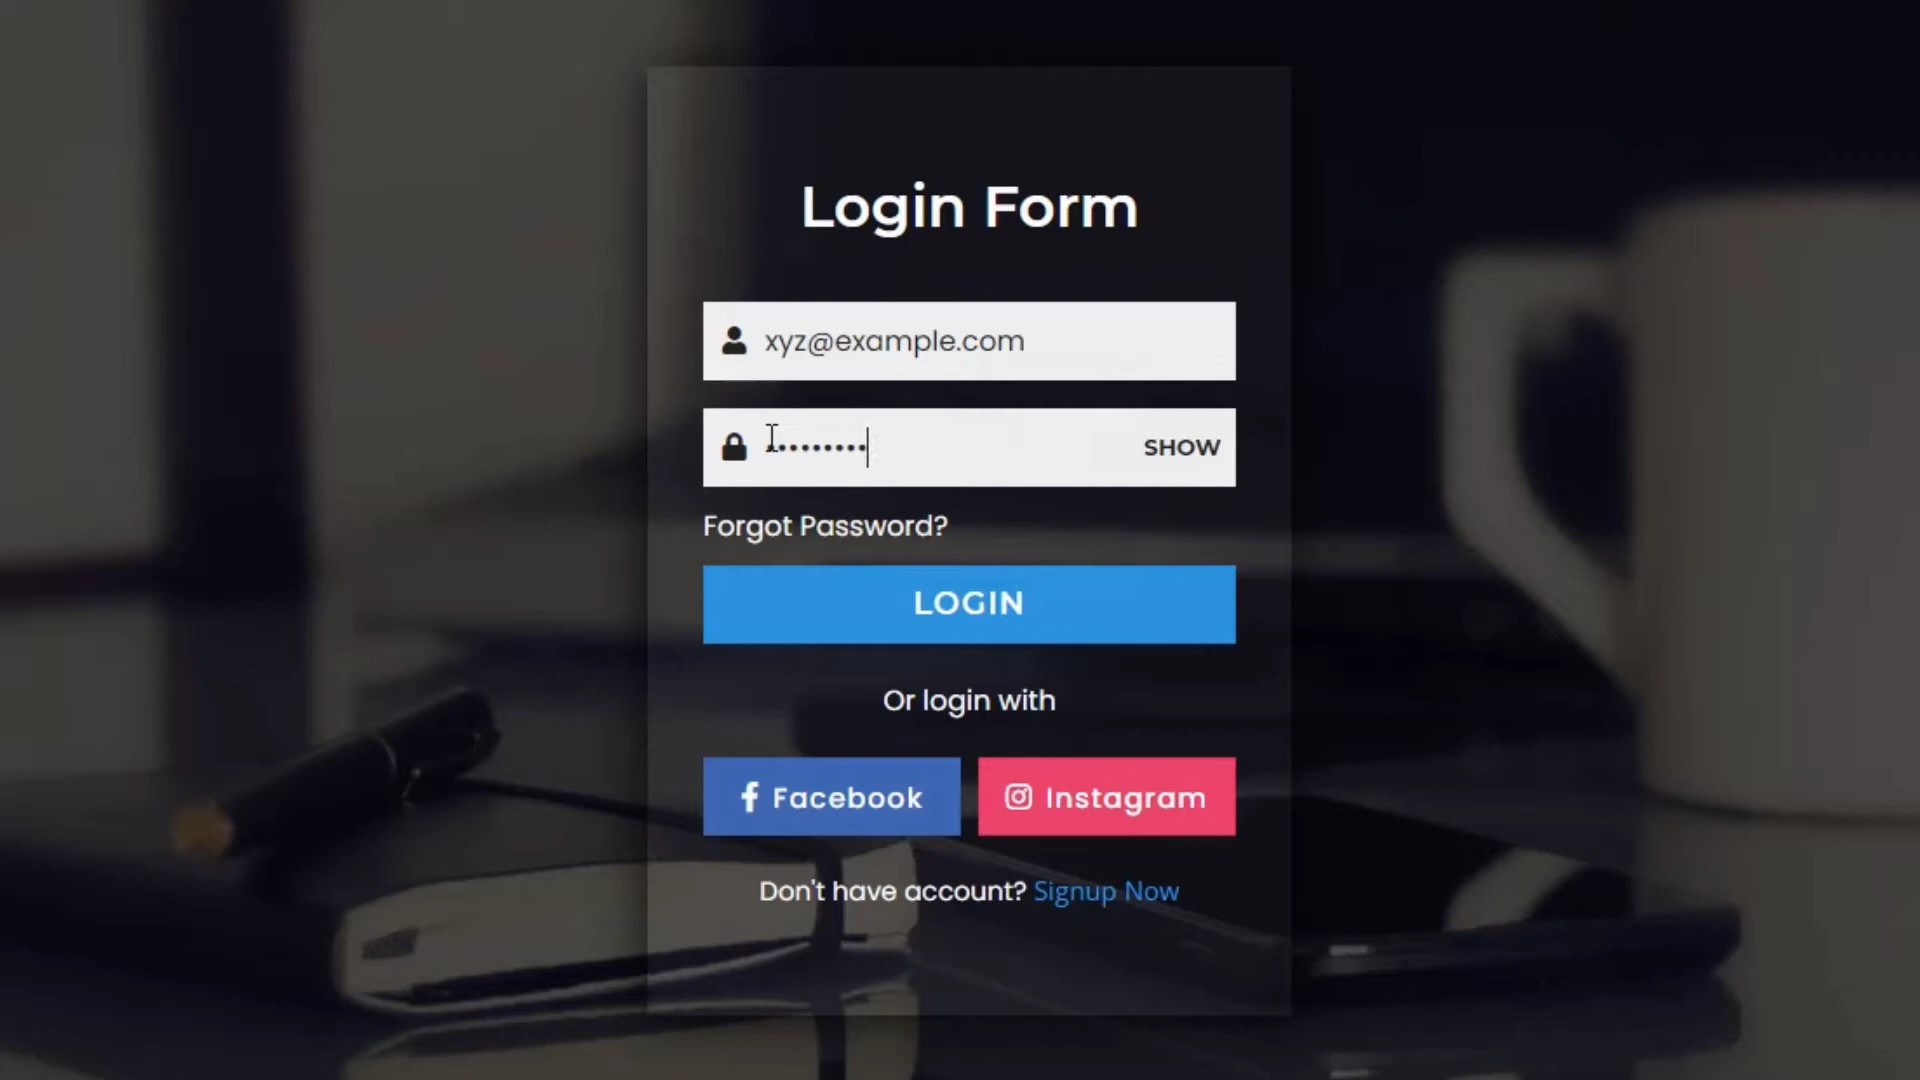 Login Form
xyz@example.com
SHOW
Forgot Password?
LOGIN
Or login with
Facebook
Instagram
Don't have account? Signup Now